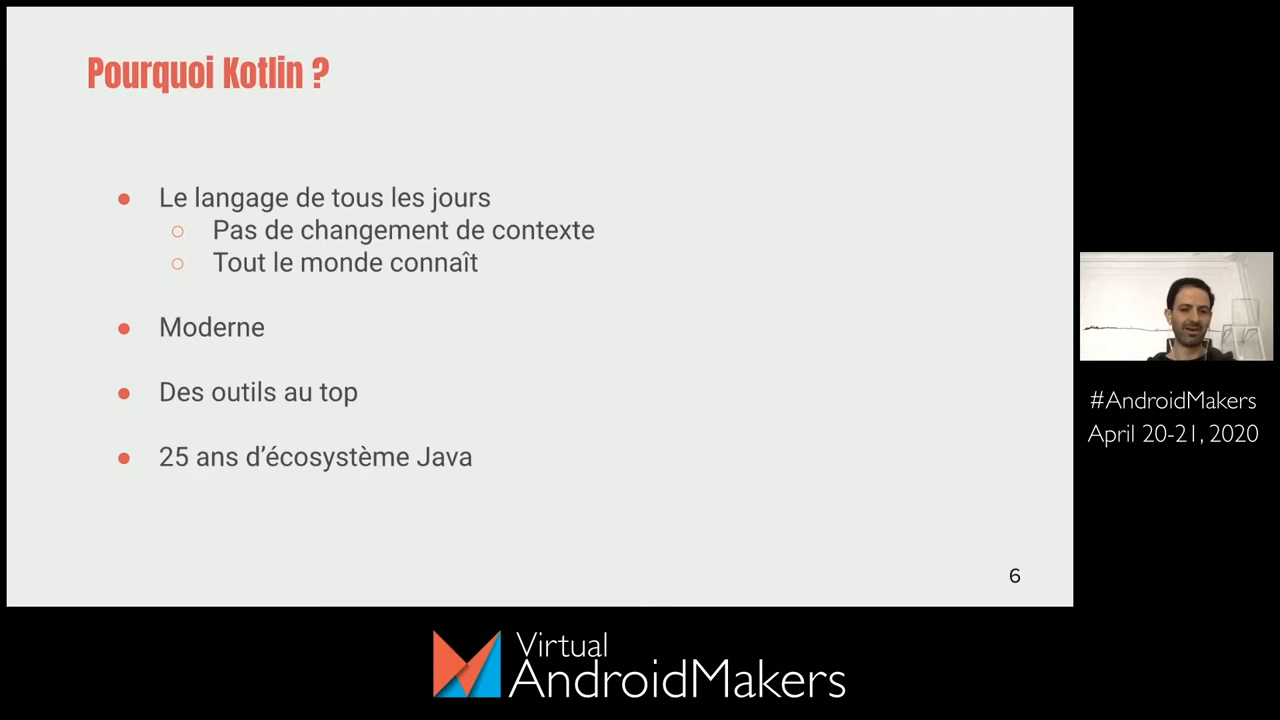 Pourquoi Kotlin ?
● Le langage de tous les jours
○ Pas de changement de contexte
○ Tout le monde connaît
● Moderne
● Des outils au top
● 25 ans d’écosystème Java
6
#AndroidMakers
April 20-21, 2020
Virtual
AndroidMakers